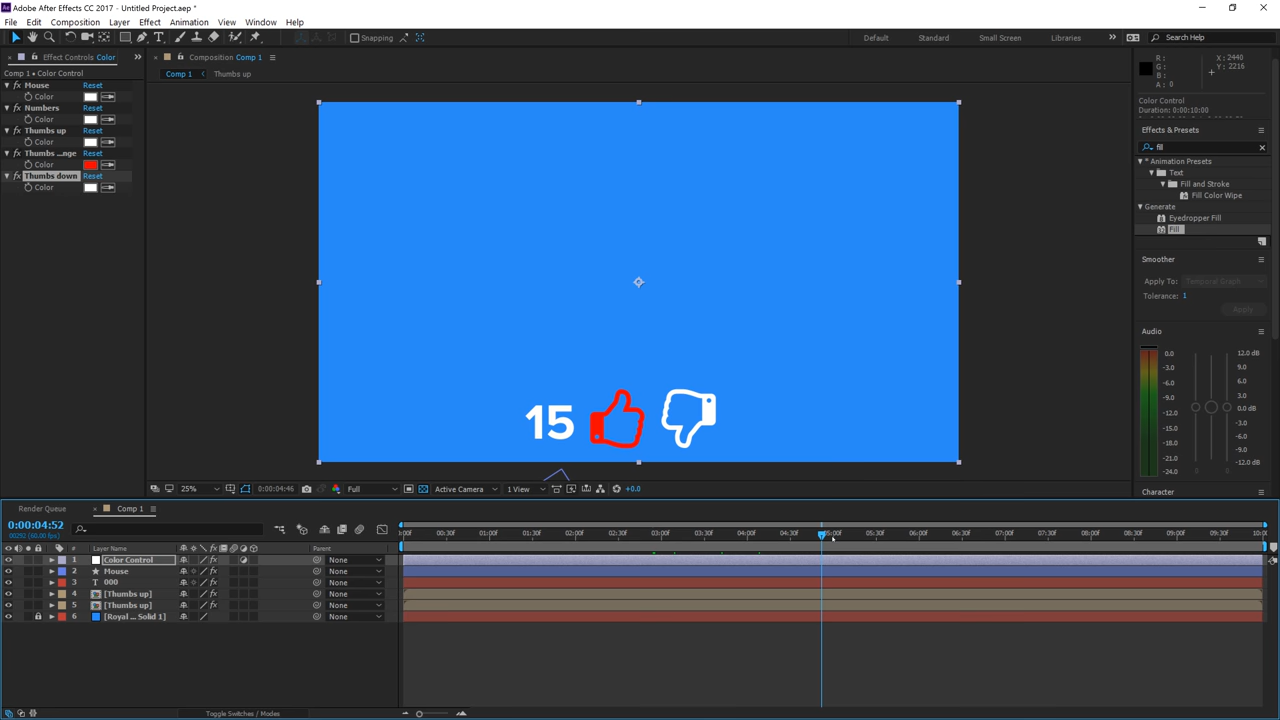 Adobe After Effects CC 2017 - Untitled Project.aep *
File Edit Composition Layer Effect Animation View Window Help
Snapping Default Standard Small Screen Libraries Search Help
Effect Controls Color
Composition Comp 1
Comp 1 • Color Control
Comp 1 Thumbs up
Mouse Reset
Color
Numbers Reset
Color
Thumbs up Reset
Color
Thumbs ...nge Reset
Color
Thumbs down Reset
Color
R:
G:
B:
A: 0
X: 2440
Y: 2216
Color Control
Duration: 0:00:10:00
Effects & Presets
fill
* Animation Presets
Text
Fill and Stroke
Fill Color Wipe
Generate
Eyedropper Fill
Fill
Smoother
Apply To: Temporal Graph
Tolerance: 1
Apply
Audio
0.0 12.0 dB
-3.0 9.0
-6.0 6.0
-9.0 3.0
-12.0 0.0 dB
-15.0 -3.0
-18.0 -6.0
-21.0 -9.0
-24.0 -12.0 dB
Character
15
25% 0:00:04:46 Full Active Camera 1 View +0.0
Render Queue Comp 1
0:00:04:52
00292 (60.00 fps)
:00f 00:30f 01:00f 01:30f 02:00f 02:30f 03:00f 03:30f 04:00f 04:30f 05:00f 05:30f 06:00f 06:30f 07:00f 07:30f 08:00f 08:30f 09:00f 09:30f 10:0
# Layer Name Parent
1 Color Control None
2 Mouse None
3 T 000 None
4 [Thumbs up] None
5 [Thumbs up] None
6 [Royal ... Solid 1] None
Toggle Switches / Modes